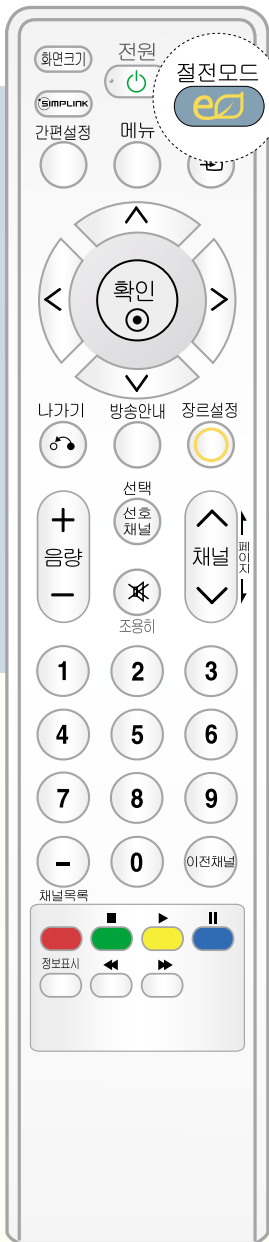 화면크기
전원
절전모드
e
SIMPLINK
간편설정
메뉴
확인
나가기
방송안내
장르설정
선택
선호
채널
+
음량
-
채널
페이지
조용히
1
2
3
4
5
6
7
8
9
-
0
이전채널
채널목록
정보표시